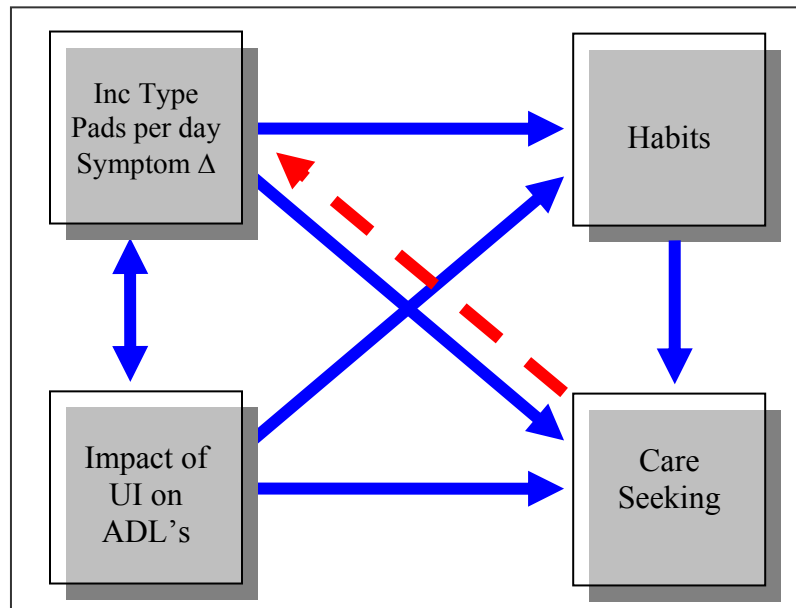 Inc Type
Pads per day
Symptom Δ
Habits
Impact of
UI on
ADL's
Care
Seeking